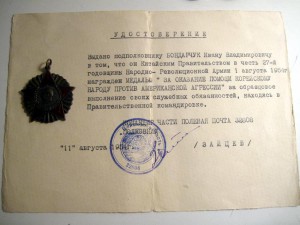 УДОСТОВЕРЕНИЕ
Выдано подполковнику БОНДАРЧУК Ивану Владимировичу
в том, что он Китайским Правительством в честь 27-й
годовщины Народно- Революционной Армии 1 августа 195
награжден МЕДАЛЬЮ " ЗА ОКАЗАНИЕ ПОМОЩИ КОРЕЙСКОМУ
НАРОДУ ПРОТИВ АМЕРИКАНСКОЙ АГРЕССИИ" за образцовое
выполнение своих служебных обязанностей, находясь в
Правительственной командировке.
ЧАСТИ ПОЛЕВАЯ ПОЧТА
"11" августа
/ ЗАЙЦЕВ /